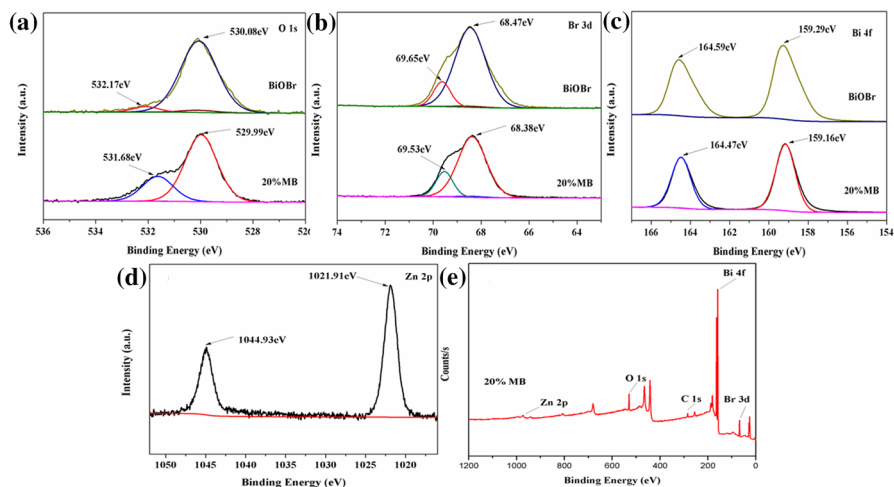 (a)
O 1s
530.08eV
532.17eV
BiOBr
529.99eV
531.68eV
20%MB
Intensity (a.u.)
536 534 532 530 528 526
Binding Energy (eV)
(b)
Br 3d
68.47eV
69.65eV
BiOBr
68.38eV
69.53eV
20%MB
Intensity (a.u.)
74 72 70 68 66 64
Binding Energy (eV)
(c)
Bi 4f
159.29eV
164.59eV
BiOBr
159.16eV
164.47eV
20%MB
Intensity (a.u.)
166 164 162 160 158 156 154
Binding Energy (eV)
(d)
Zn 2p
1021.91eV
1044.93eV
Intensity (a.u.)
1050 1045 1040 1035 1030 1025 1020
Binding Energy (eV)
(e)
Bi 4f
O 1s
20% MB
C 1s
Br 3d
Zn 2p
Counts/s
1200 1000 800 600 400 200 0
Binding Energy (eV)